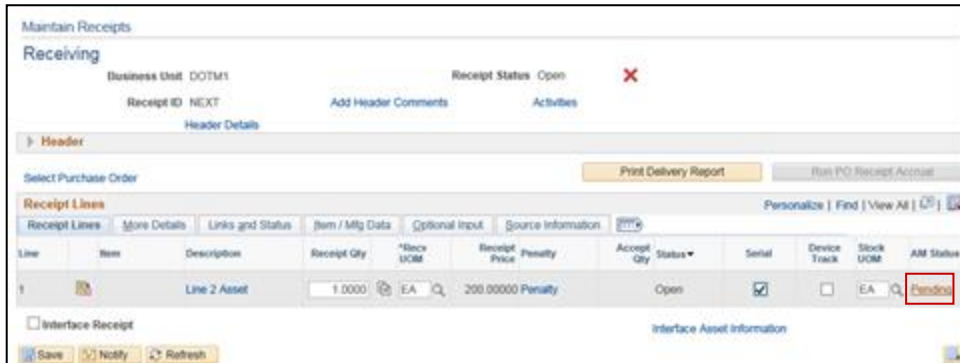 Maintain Receipts
Receiving
Business Unit DOTM1 Receipt Status Open
Receipt ID NEXT Add Header Comments Activities
Header Details
Header
Select Purchase Order Print Delivery Report Run PO Receipt Accrual
Receipt Lines Personalize | Find | View All |
Receipt Lines More Details Links and Status Item / Mfg Data Optional Input Source Information
Line Item Description Receipt Qty *Recv UOM Receipt Price Penalty Accept Qty Status Serial Device Track Stock UOM AM Status
1 Line 2 Asset 1.0000 EA 200.00000 Penalty Open EA Pending
Interface Receipt Interface Asset Information
Save Notify Refresh